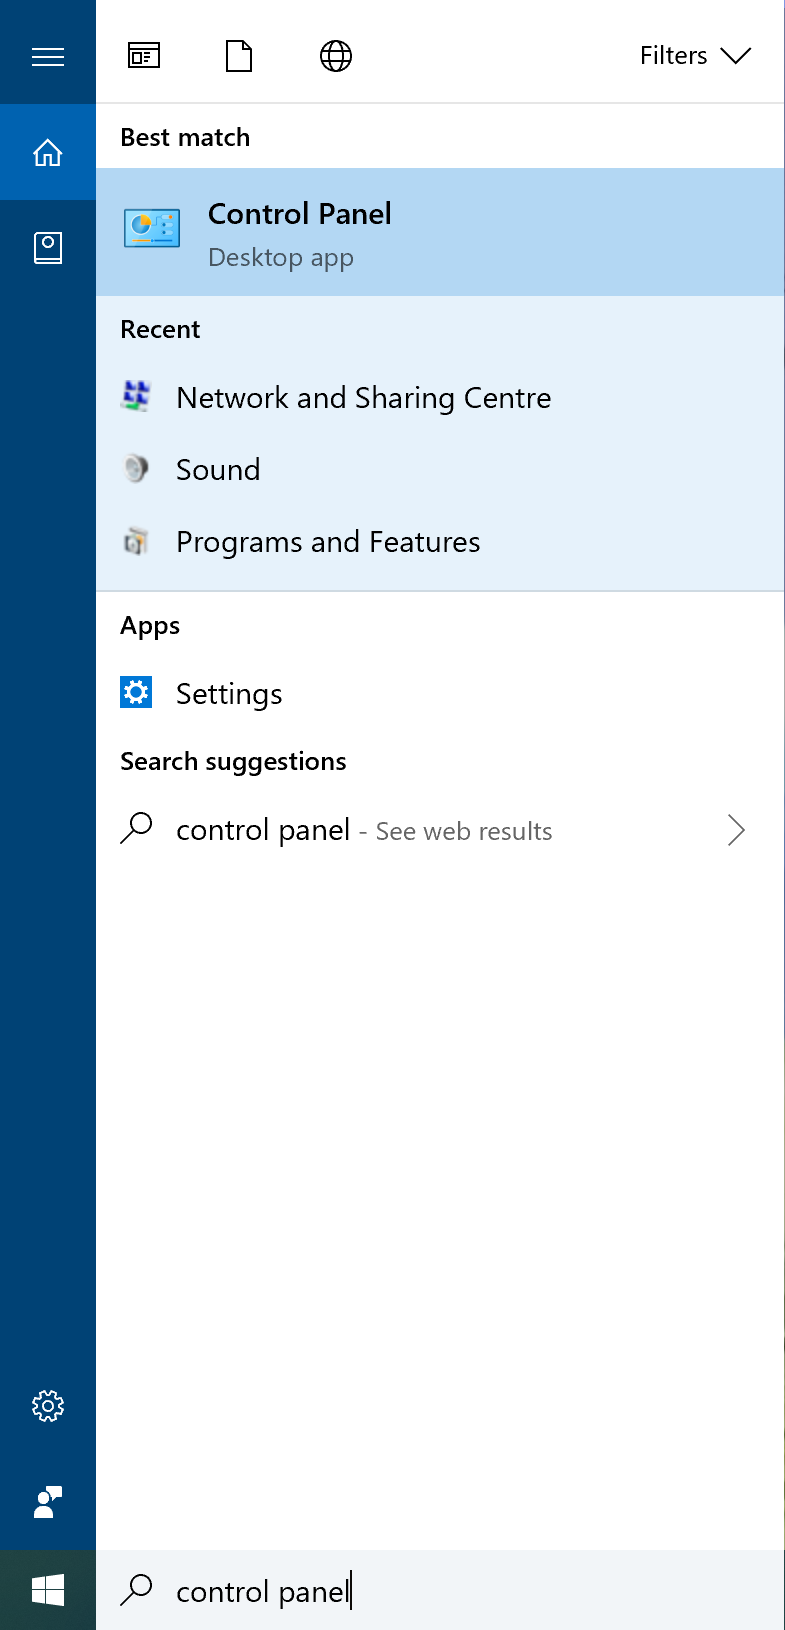 Filters
Best match
Control Panel
Desktop app
Recent
Network and Sharing Centre
Sound
Programs and Features
Apps
Settings
Search suggestions
control panel - See web results
control panel